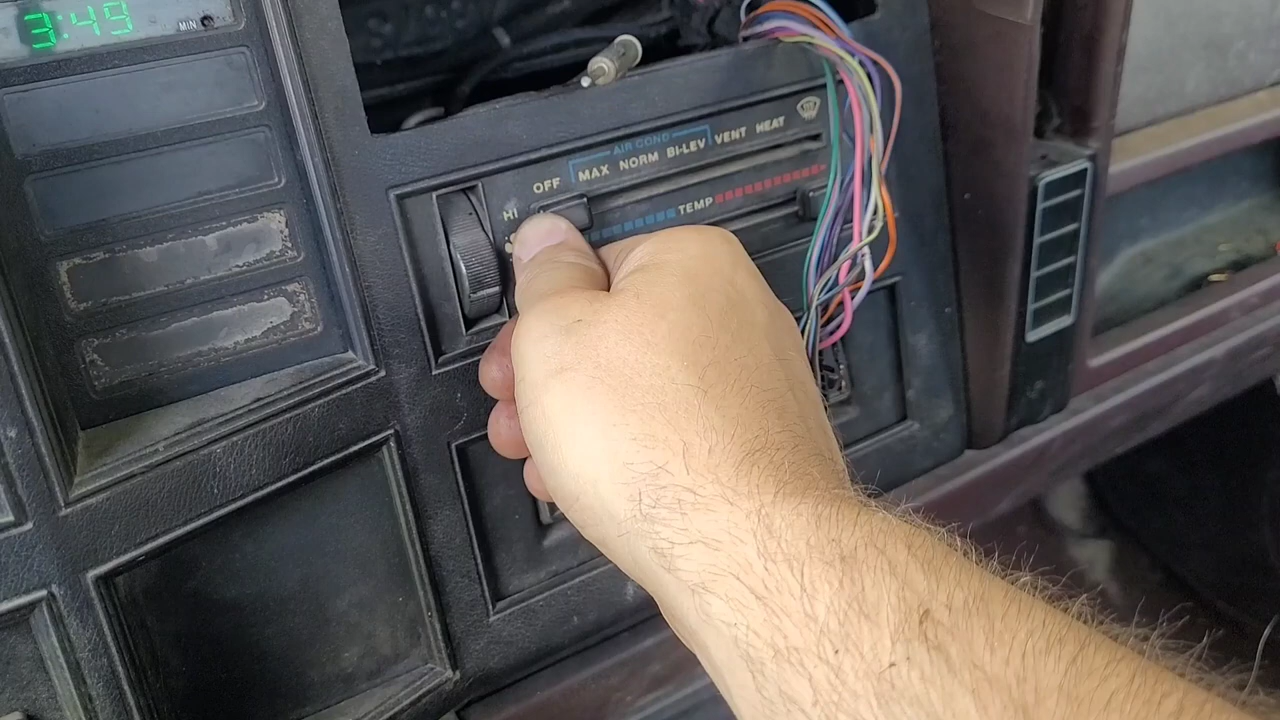 3:49
MIN
AIR COND
OFF MAX NORM BI-LEV VENT HEAT
HI
TEMP